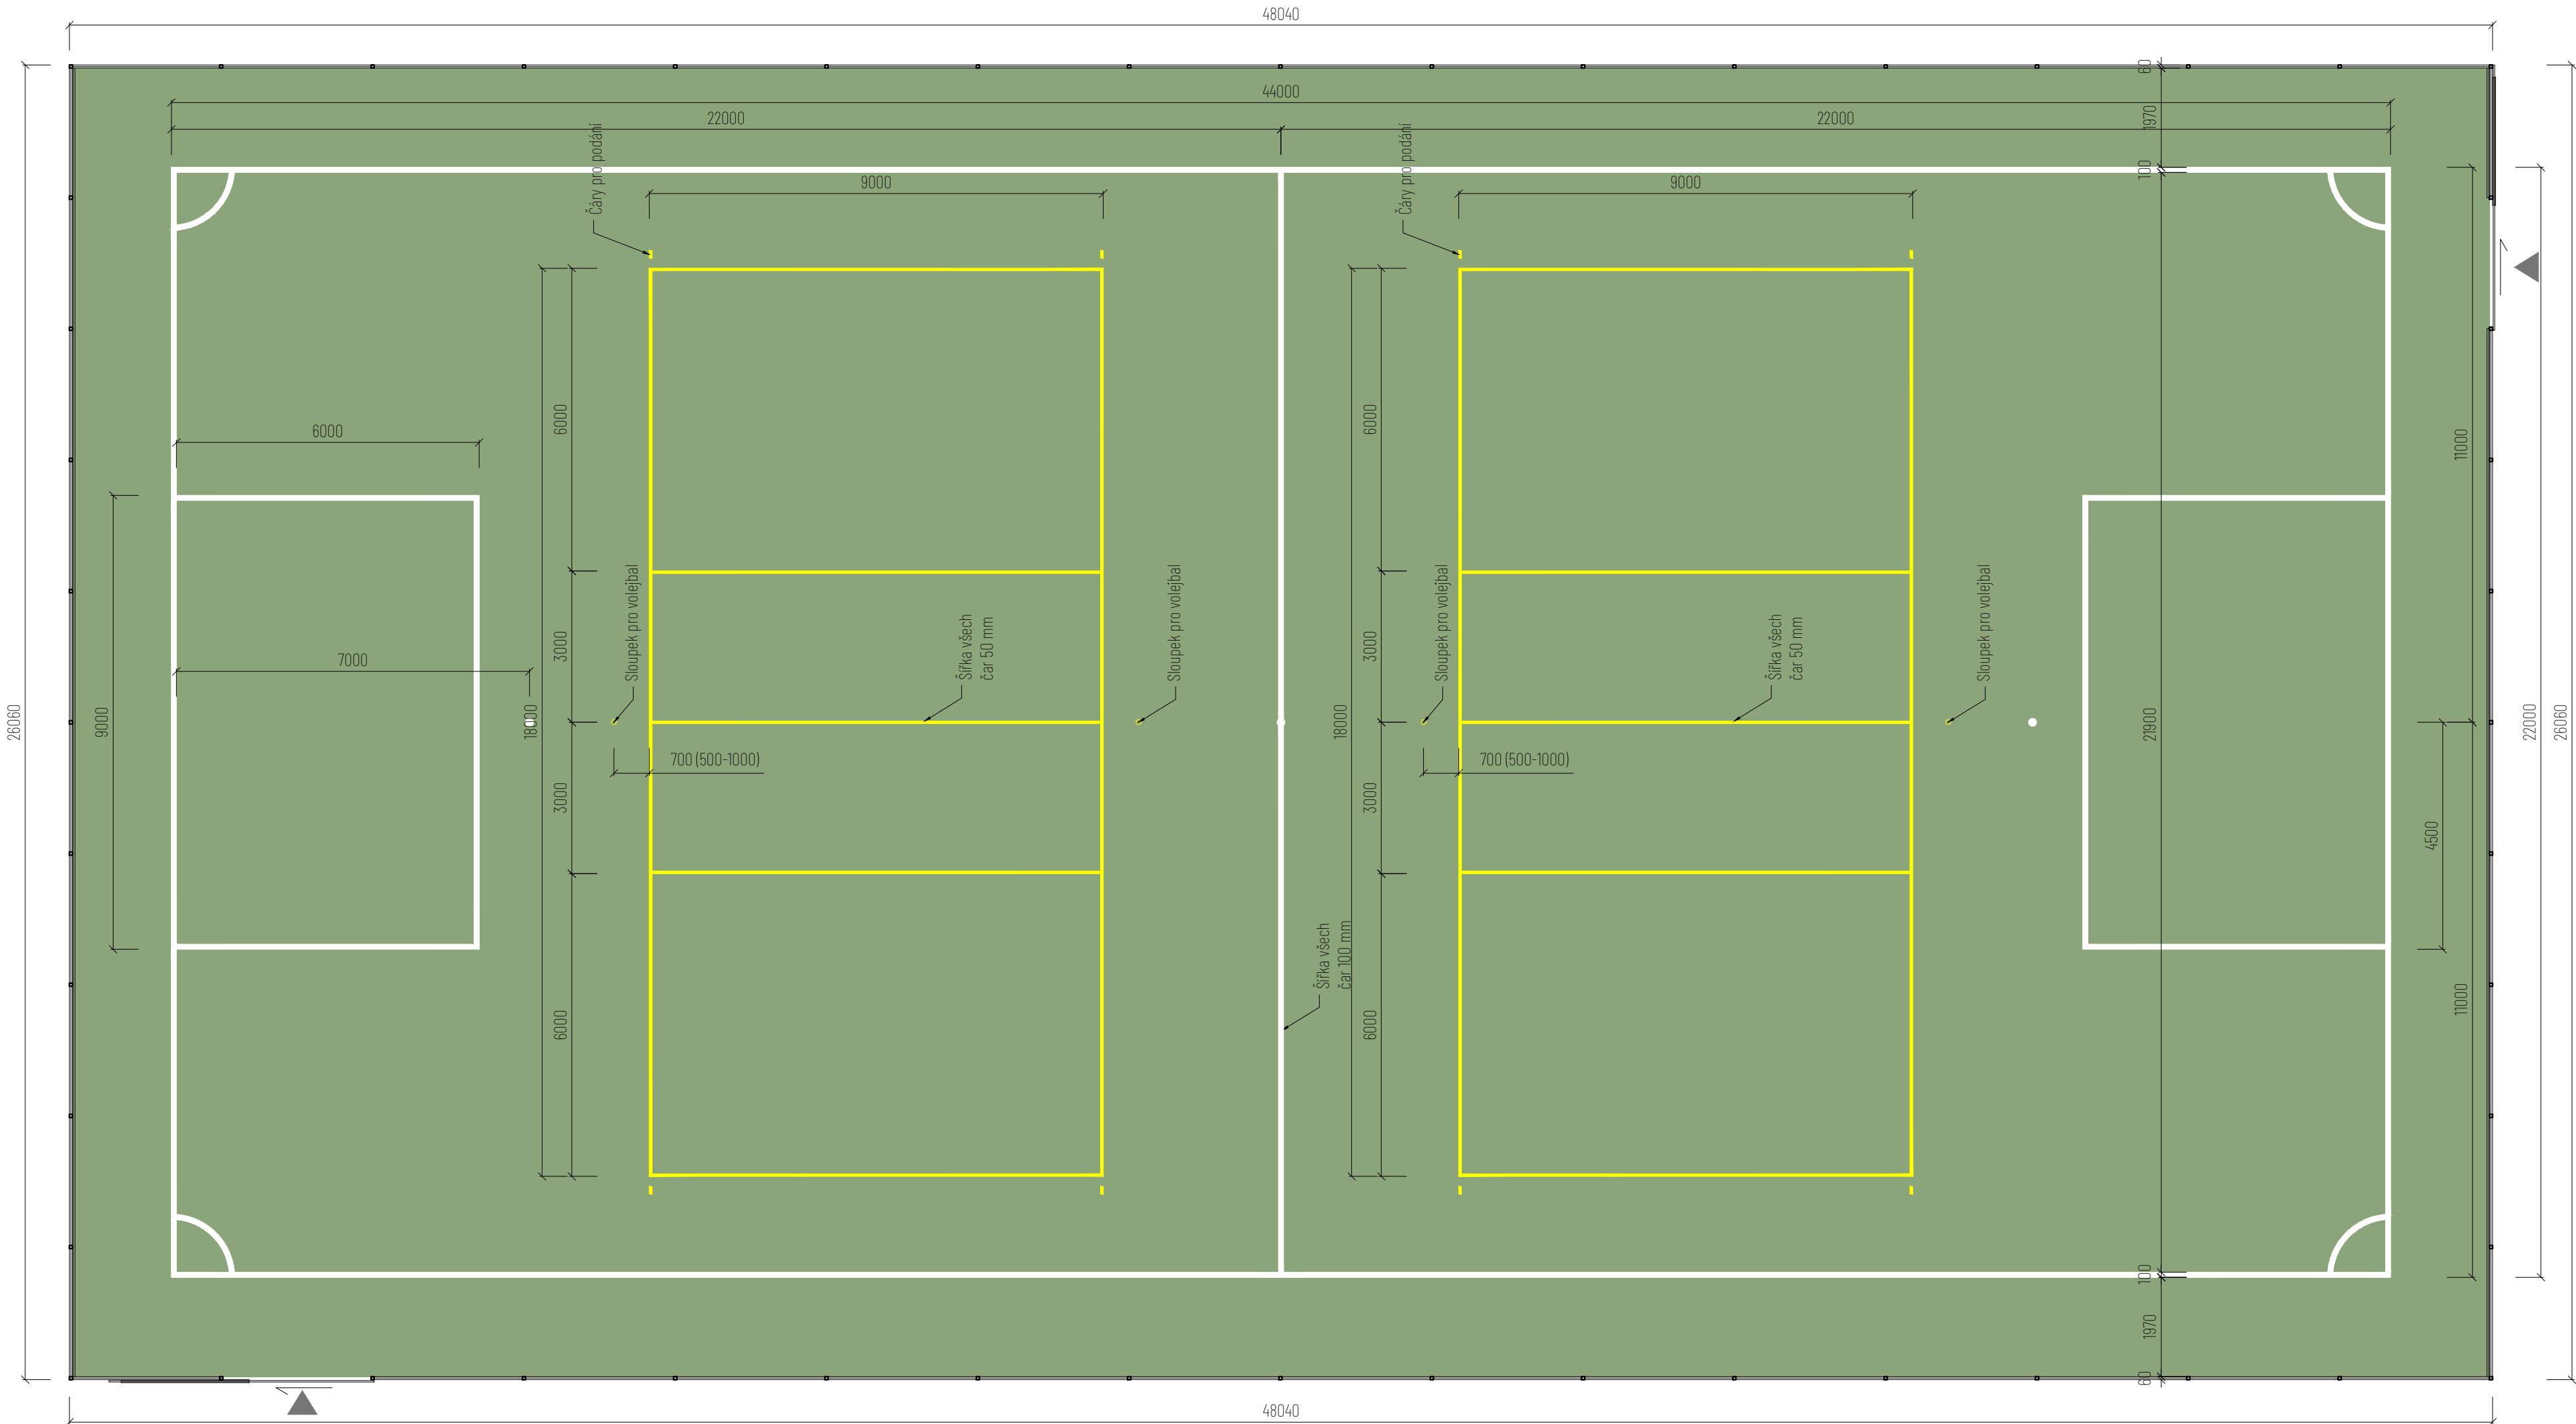 48040
60
44000
1970
22000
22000
Čáry pro podání
Čáry pro podání
100
9000
9000
6000
6000
6000
11000
Sloupek pro volejbal
Šířka všech
čar 50 mm
Sloupek pro volejbal
Sloupek pro volejbal
Šířka všech
čar 50 mm
Sloupek pro volejbal
3000
3000
7000
26060
9000
18000
18000
21900
22000
26060
700 (500-1000)
700 (500-1000)
3000
3000
4500
Šířka všech
čar 100 mm
6000
6000
11000
100
1970
60
48040